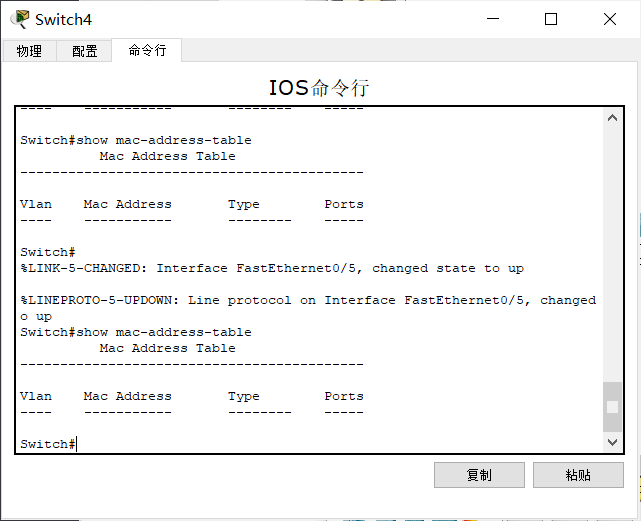 Switch4
物理 配置 命令行
IOS命令行
---- ----------- -------- -----
Switch#show mac-address-table
Mac Address Table
-------------------------------------------
Vlan Mac Address Type Ports
---- ----------- -------- -----
Switch#
%LINK-5-CHANGED: Interface FastEthernet0/5, changed state to up
%LINEPROTO-5-UPDOWN: Line protocol on Interface FastEthernet0/5, changed
o up
Switch#show mac-address-table
Mac Address Table
-------------------------------------------
Vlan Mac Address Type Ports
---- ----------- -------- -----
Switch#
复制 粘贴